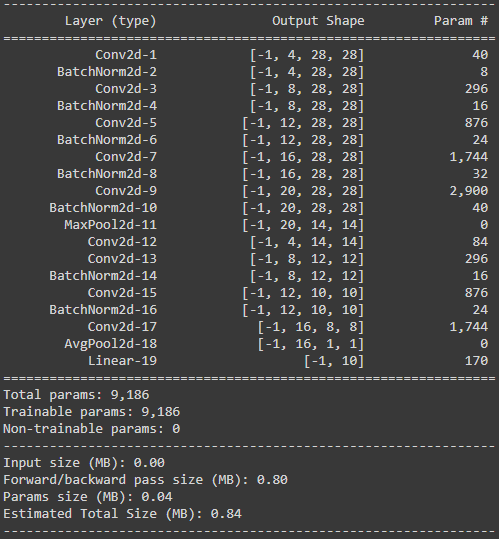 ----------------------------------------------------------------
        Layer (type)               Output Shape         Param #
================================================================
            Conv2d-1            [-1, 4, 28, 28]              40
       BatchNorm2d-2            [-1, 4, 28, 28]               8
            Conv2d-3            [-1, 8, 28, 28]             296
       BatchNorm2d-4            [-1, 8, 28, 28]              16
            Conv2d-5           [-1, 12, 28, 28]             876
       BatchNorm2d-6           [-1, 12, 28, 28]              24
            Conv2d-7           [-1, 16, 28, 28]           1,744
       BatchNorm2d-8           [-1, 16, 28, 28]              32
            Conv2d-9           [-1, 20, 28, 28]           2,900
      BatchNorm2d-10           [-1, 20, 28, 28]              40
        MaxPool2d-11           [-1, 20, 14, 14]               0
           Conv2d-12            [-1, 4, 14, 14]              84
           Conv2d-13            [-1, 8, 12, 12]             296
      BatchNorm2d-14            [-1, 8, 12, 12]              16
           Conv2d-15           [-1, 12, 10, 10]             876
      BatchNorm2d-16           [-1, 12, 10, 10]              24
           Conv2d-17             [-1, 16, 8, 8]           1,744
        AvgPool2d-18             [-1, 16, 1, 1]               0
           Linear-19                   [-1, 10]             170
================================================================
Total params: 9,186
Trainable params: 9,186
Non-trainable params: 0
----------------------------------------------------------------
Input size (MB): 0.00
Forward/backward pass size (MB): 0.80
Params size (MB): 0.04
Estimated Total Size (MB): 0.84
----------------------------------------------------------------